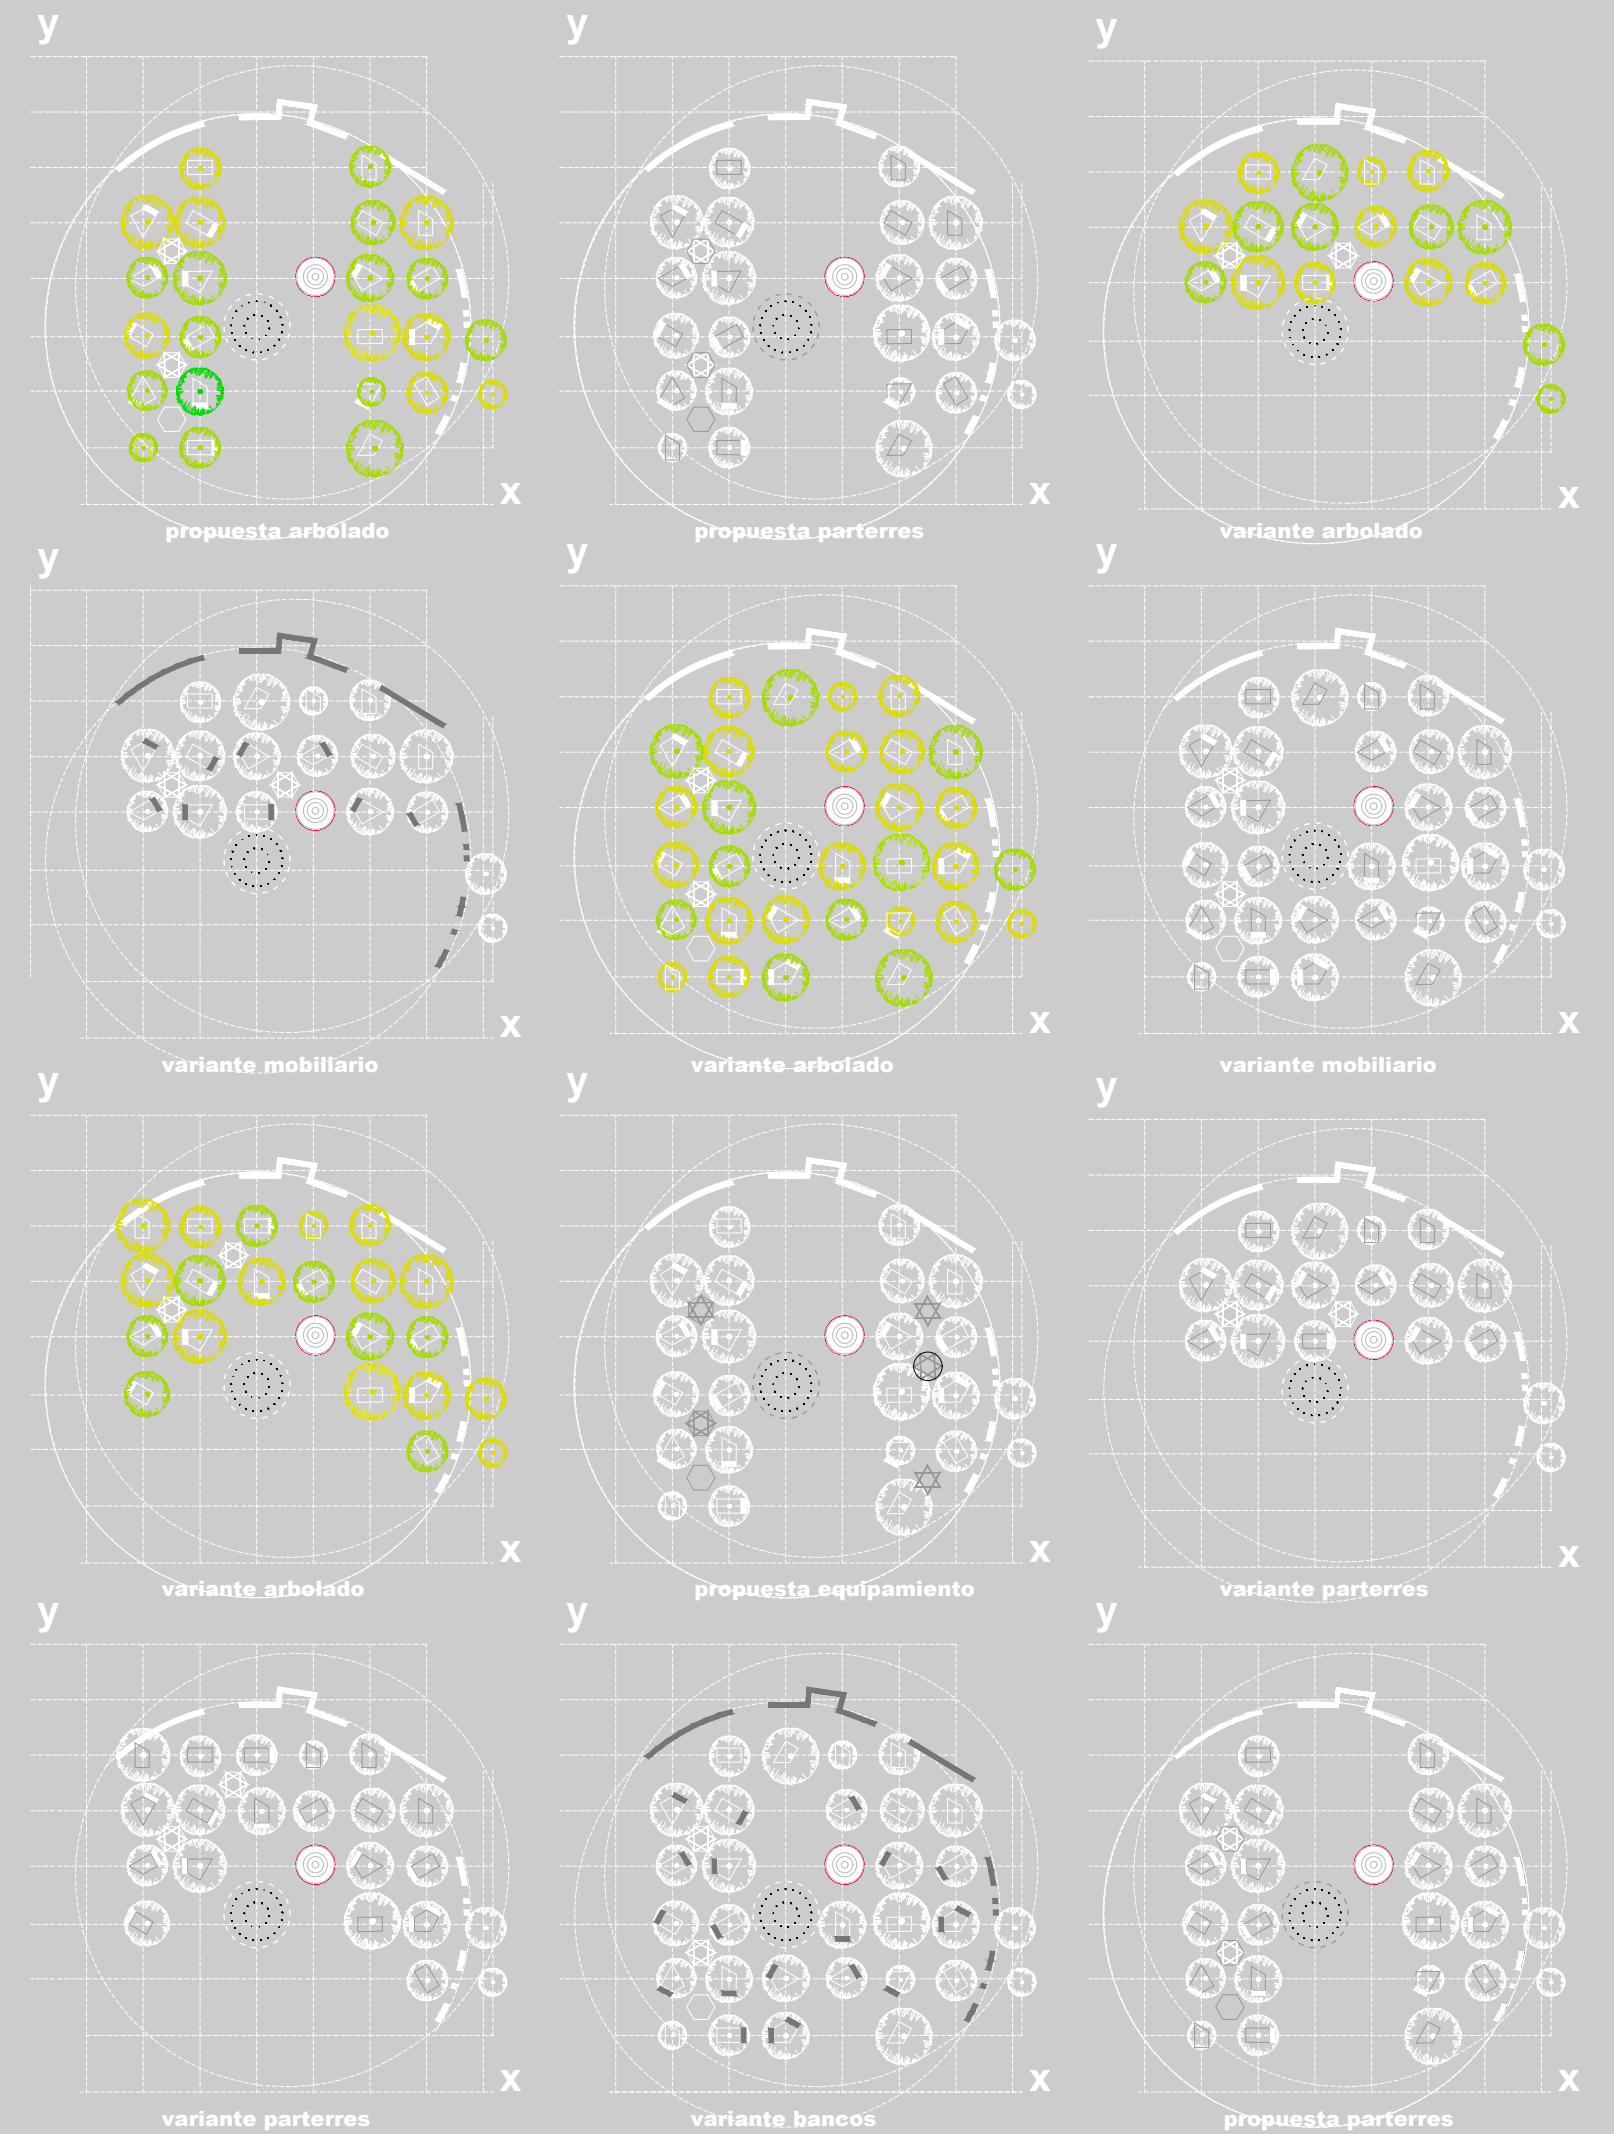 y y y
x x x
propuesta arbolado propuesta parterres variante arbolado
y y y
x x x
variante mobiliario variante arbolado variante mobiliario
y y y
x x x
variante arbolado propuesta equipamiento variante parterres
y y y
x x x
variante parterres variante bancos propuesta parterres